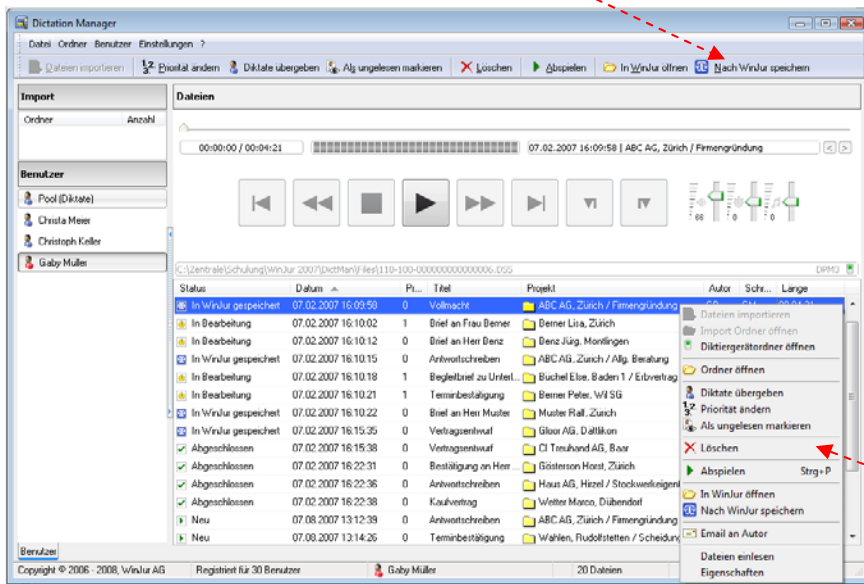 Dictation Manager
Datei Ordner Benutzer Einstellungen ?
Dateien importieren Priorität ändern Diktate übergeben Als ungelesen markieren Löschen Abspielen In WinJur öffnen Nach WinJur speichern
Import
Ordner Anzahl
Benutzer
Pool (Diktate)
Christa Meier
Christoph Keller
Gaby Müller
Dateien
00:00:00 / 00:04:21 07.02.2007 16:09:58 | ABC AG, Zürich / Firmengründung < >
68 0 0
C:\Zentrale\Schulung\WinJur 2007\DictMan\Files\110-100-0000000000000006.DSS DPM3
Status Datum Pr... Titel Projekt Autor Schr... Länge
In WinJur gespeichert 07.02.2007 16:09:58 0 Vollmacht ABC AG, Zürich / Firmengründung
In Bearbeitung 07.02.2007 16:10:02 1 Brief an Frau Berner Berner Lisa, Zürich
In Bearbeitung 07.02.2007 16:10:12 0 Brief an Herr Benz Benz Jürg, Montlingen
In WinJur gespeichert 07.02.2007 16:10:15 0 Antwortschreiben ABC AG, Zürich / Allg. Beratung
In Bearbeitung 07.02.2007 16:10:18 1 Begleitbrief zu Unterl... Büchel Else, Baden 1 / Erbvertrag
In Bearbeitung 07.02.2007 16:10:21 1 Terminbestätigung Berner Peter, Wil SG
In WinJur gespeichert 07.02.2007 16:10:22 0 Brief an Herr Muster Muster Ralf, Zürich
In WinJur gespeichert 07.02.2007 16:15:35 0 Vertragsentwurf Gloor AG, Dättlikon
Abgeschlossen 07.02.2007 16:15:38 0 Vertragsentwurf CI Treuhand AG, Baar
Abgeschlossen 07.02.2007 16:22:31 0 Bestätigung an Herr ... Gösterson Horst, Zürich
Abgeschlossen 07.02.2007 16:22:36 0 Antwortschreiben Haus AG, Hirzel / Stockwerkeigent
Abgeschlossen 07.02.2007 16:22:38 0 Kaufvertrag Wetter Marco, Dübendorf
Neu 07.08.2007 13:12:39 0 Antwortschreiben ABC AG, Zürich / Firmengründung
Neu 07.08.2007 13:14:26 0 Terminbestätigung Wahlen, Rudolfstetten / Scheidung
Dateien importieren
Import Ordner öffnen
Diktiergerätordner öffnen
Ordner öffnen
Diktate übergeben
Priorität ändern
Als ungelesen markieren
Löschen
Abspielen Strg+P
In WinJur öffnen
Nach WinJur speichern
Email an Autor
Dateien einlesen
Eigenschaften
Benutzer
Copyright © 2006 - 2008, WinJur AG Registriert für 30 Benutzer Gaby Müller 20 Dateien